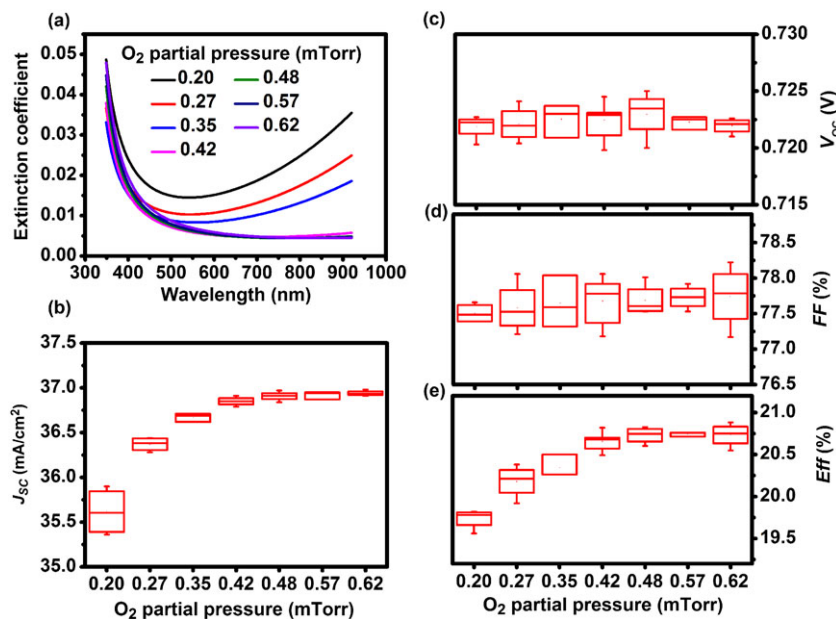 (a)
O₂ partial pressure (mTorr)
0.20 0.48
0.27 0.57
0.35 0.62
0.42
Extinction coefficient
0.05
0.04
0.03
0.02
0.01
0.00
300 400 500 600 700 800 900 1000
Wavelength (nm)
(b)
J_SC (mA/cm²)
37.5
37.0
36.5
36.0
35.5
35.0
0.20 0.27 0.35 0.42 0.48 0.57 0.62
O₂ partial pressure (mTorr)
(c)
0.730
0.725
0.720
0.715
V_OC (V)
(d)
78.5
78.0
77.5
77.0
76.5
FF (%)
(e)
21.0
20.5
20.0
19.5
Eff (%)
0.20 0.27 0.35 0.42 0.48 0.57 0.62
O₂ partial pressure (mTorr)